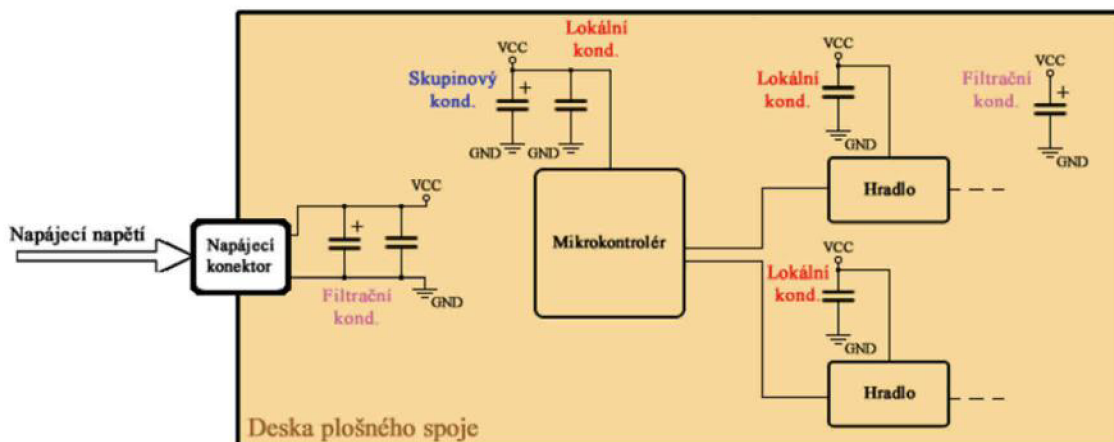 Napájecí napětí
Napájecí
konektor
VCC
+
GND
Filtrační
kond.
Skupinový
kond.
VCC
+
GND
Lokální
kond.
GND
Mikrokontrolér
Lokální
kond.
VCC
GND
Hradlo
Filtrační
kond.
VCC
+
GND
Lokální
kond.
VCC
GND
Hradlo
Deska plošného spoje